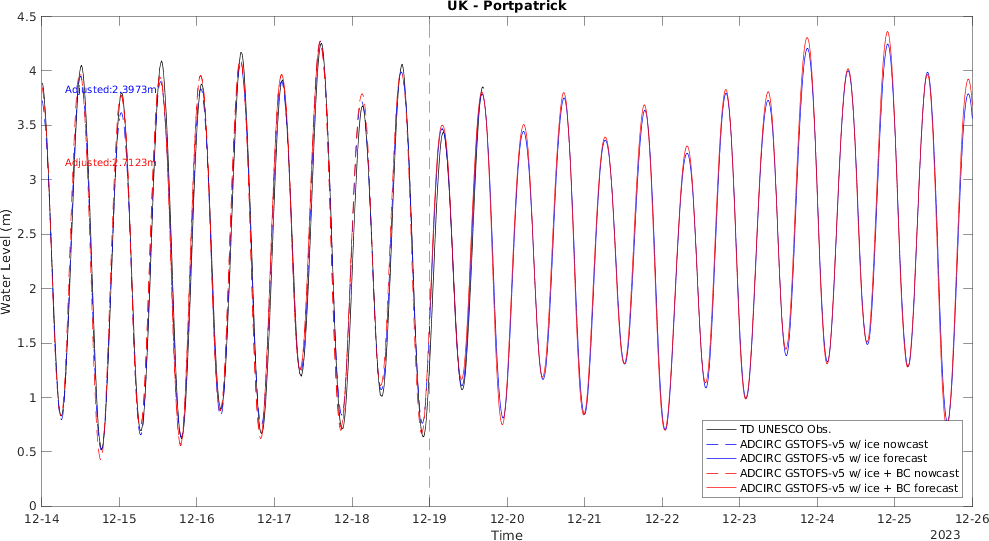 UK - Portpatrick
Water Level (m)
4.5
4
3.5
3
2.5
2
1.5
1
0.5
0
Adjusted:2.3973m
Adjusted:2.7123m
TD UNESCO Obs.
ADCIRC GSTOFS-v5 w/ ice nowcast
ADCIRC GSTOFS-v5 w/ ice forecast
ADCIRC GSTOFS-v5 w/ ice + BC nowcast
ADCIRC GSTOFS-v5 w/ ice + BC forecast
12-14 12-15 12-16 12-17 12-18 12-19 12-20 12-21 12-22 12-23 12-24 12-25 12-26
Time
2023